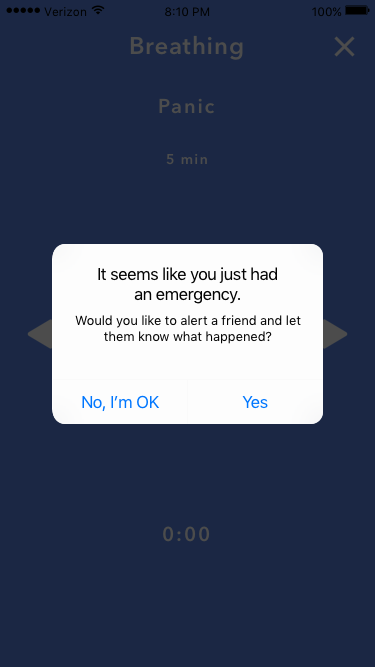 Verizon 8:10 PM 100%
Breathing
Panic
5 min
It seems like you just had
an emergency.
Would you like to alert a friend and let
them know what happened?
No, I'm OK Yes
0:00